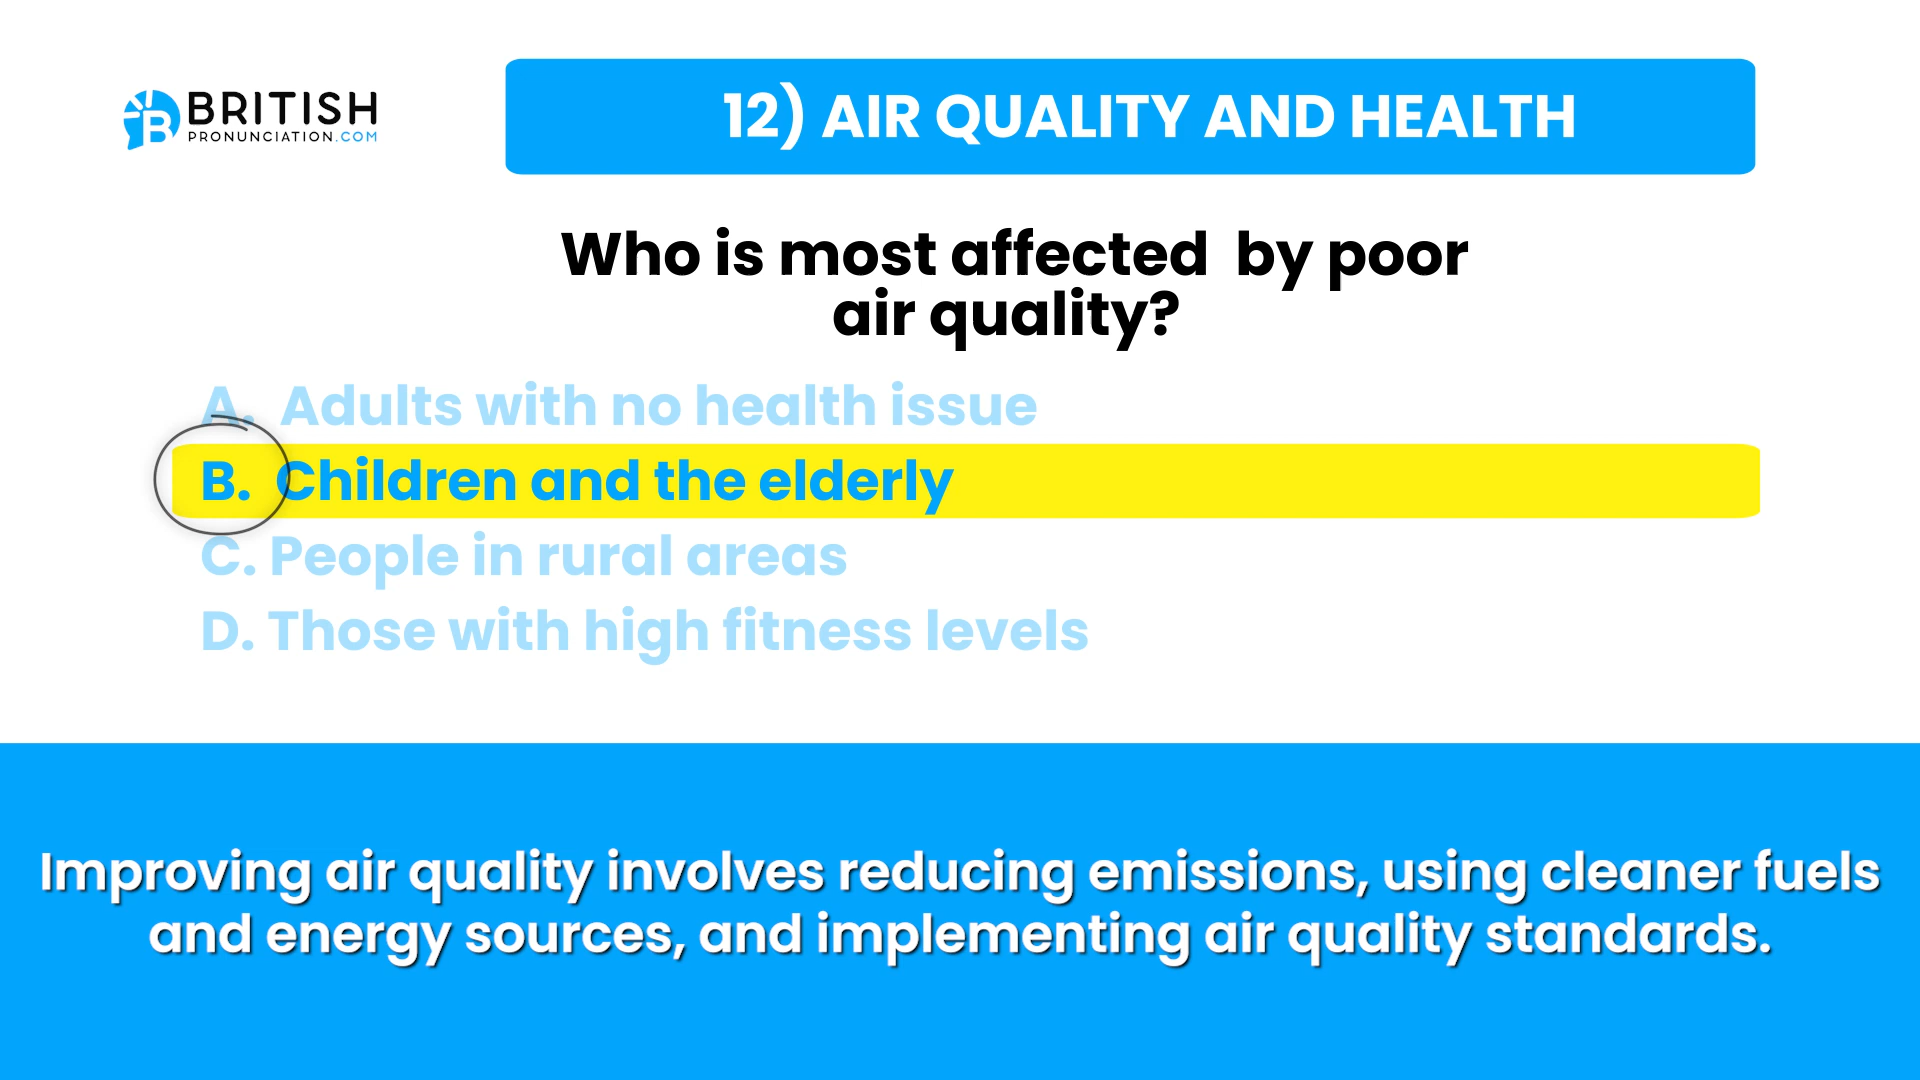 BRITISH
PRONUNCIATION.COM
12) AIR QUALITY AND HEALTH
Who is most affected by poor
air quality?
A. Adults with no health issue
B. Children and the elderly
C. People in rural areas
D. Those with high fitness levels
Improving air quality involves reducing emissions, using cleaner fuels
and energy sources, and implementing air quality standards.